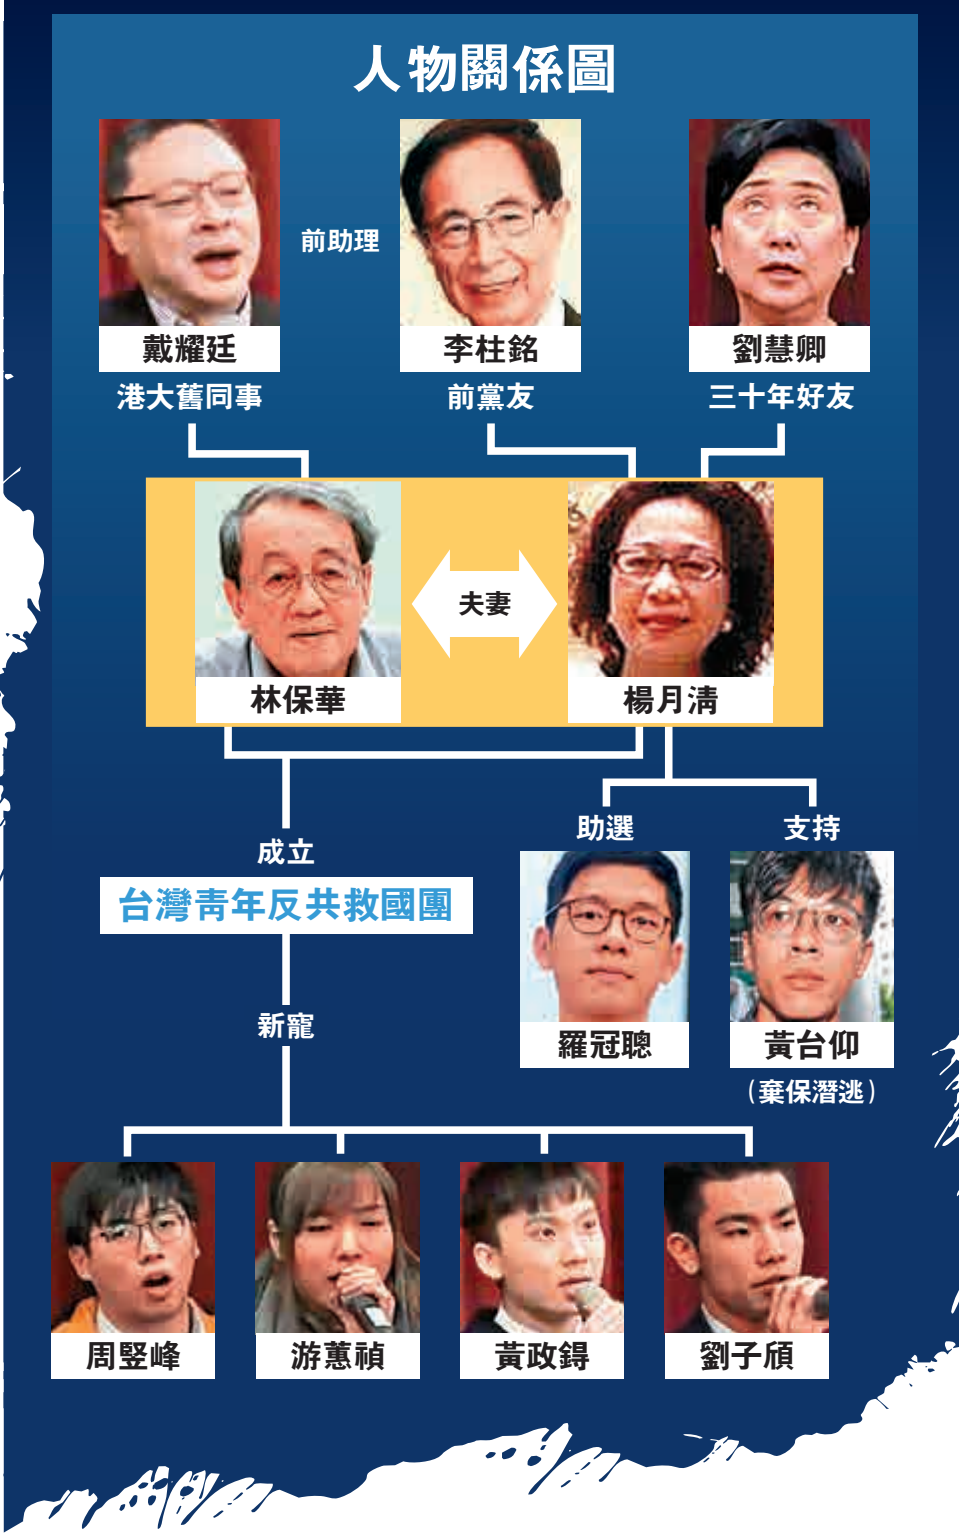 人物關係圖
前助理
戴耀廷
李柱銘
劉慧卿
港大舊同事
前黨友
三十年好友
夫妻
林保華
楊月清
助選
支持
成立
台灣青年反共救國團
新寵
羅冠聰
黃台仰
（棄保潛逃）
周竪峰
游蕙禎
黃政鍀
劉子頎